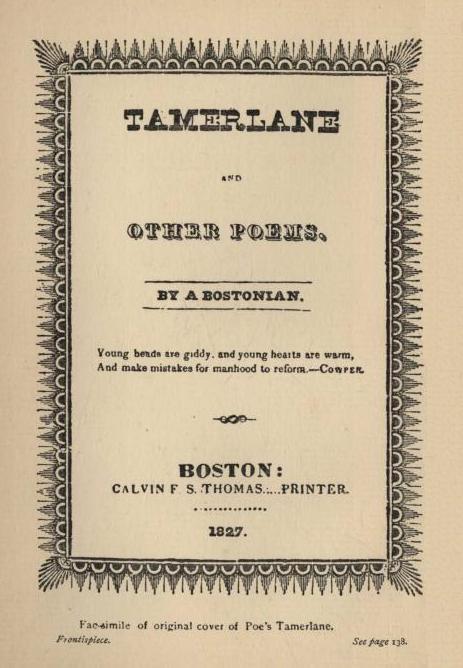 TAMERLANE
AND
OTHER POEMS.
BY A BOSTONIAN.
Young heads are giddy, and young hearts are warm,
And make mistakes for manhood to reform.—COWPER.
BOSTON:
CALVIN F. S. THOMAS.....PRINTER.
1827.
Fac-simile of original cover of Poe's Tamerlane.
Frontispiece.
See page 138.